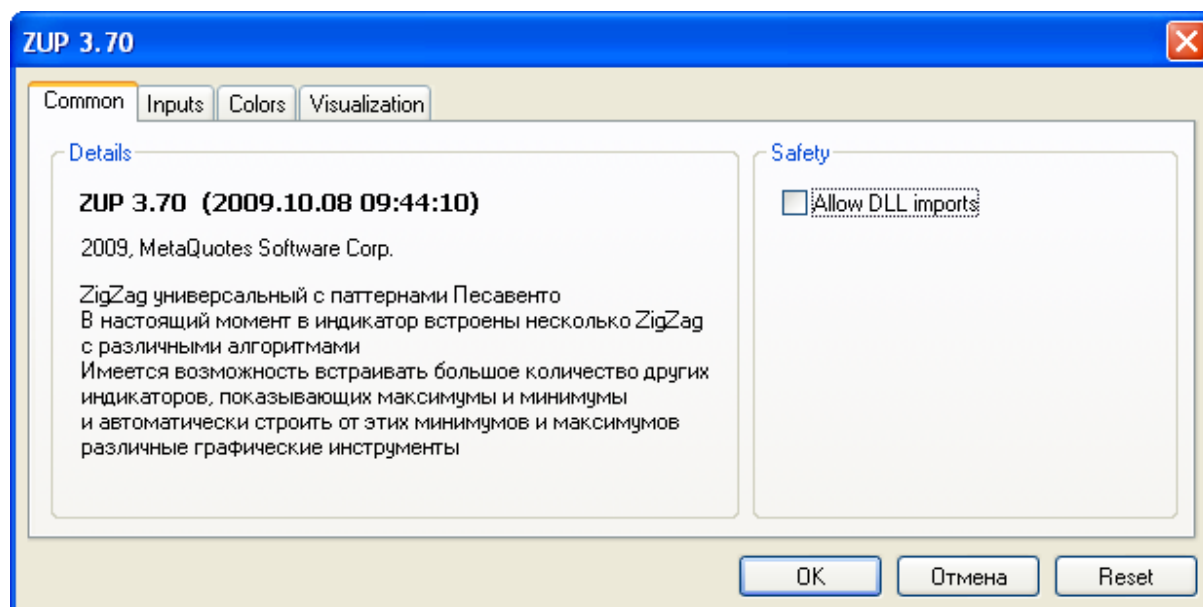 ZUP 3.70
Common Inputs Colors Visualization
Details
ZUP 3.70 (2009.10.08 09:44:10)
2009, MetaQuotes Software Corp.
ZigZag универсальный с паттернами Песавенто
В настоящий момент в индикатор встроены несколько ZigZag
с различными алгоритмами
Имеется возможность встраивать большое количество других
индикаторов, показывающих максимумы и минимумы
и автоматически строить от этих минимумов и максимумов
различные графические инструменты
Safety
Allow DLL imports
OK Отмена Reset